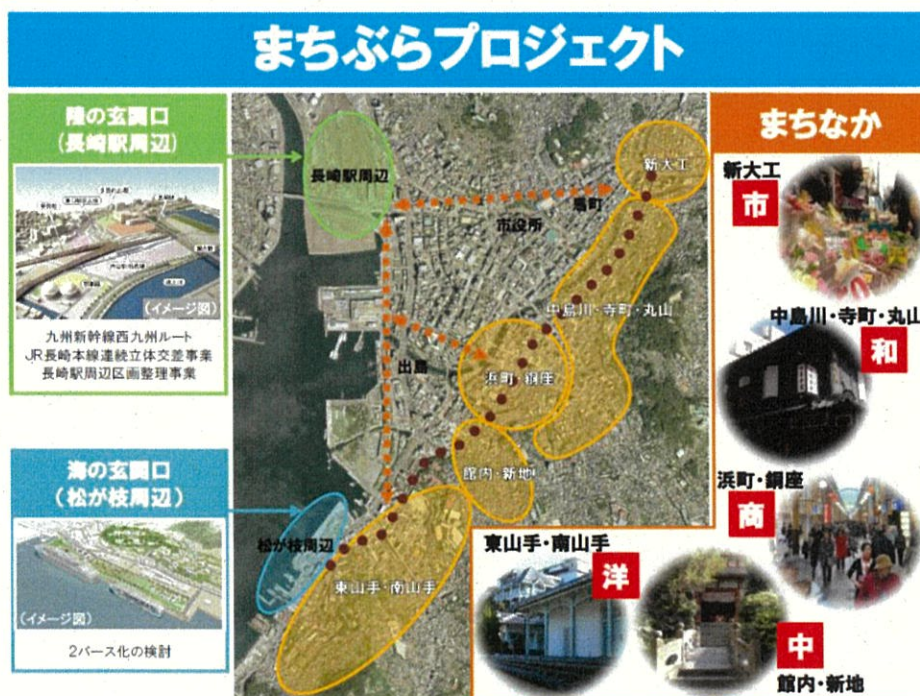 まちぶらプロジェクト
陸の玄関口
(長崎駅周辺)
(イメージ図)
九州新幹線西九州ルート
JR長崎本線連続立体交差事業
長崎駅周辺区画整理事業
海の玄関口
(松が枝周辺)
(イメージ図)
2バース化の検討
長崎駅周辺
新大工
市役所
中島川・寺町・丸山
出島
浜町・銅座
館内・新地
松が枝周辺
東山手・南山手
まちなか
新大工
市
中島川・寺町・丸山
和
浜町・銅座
商
東山手・南山手
洋
中
館内・新地